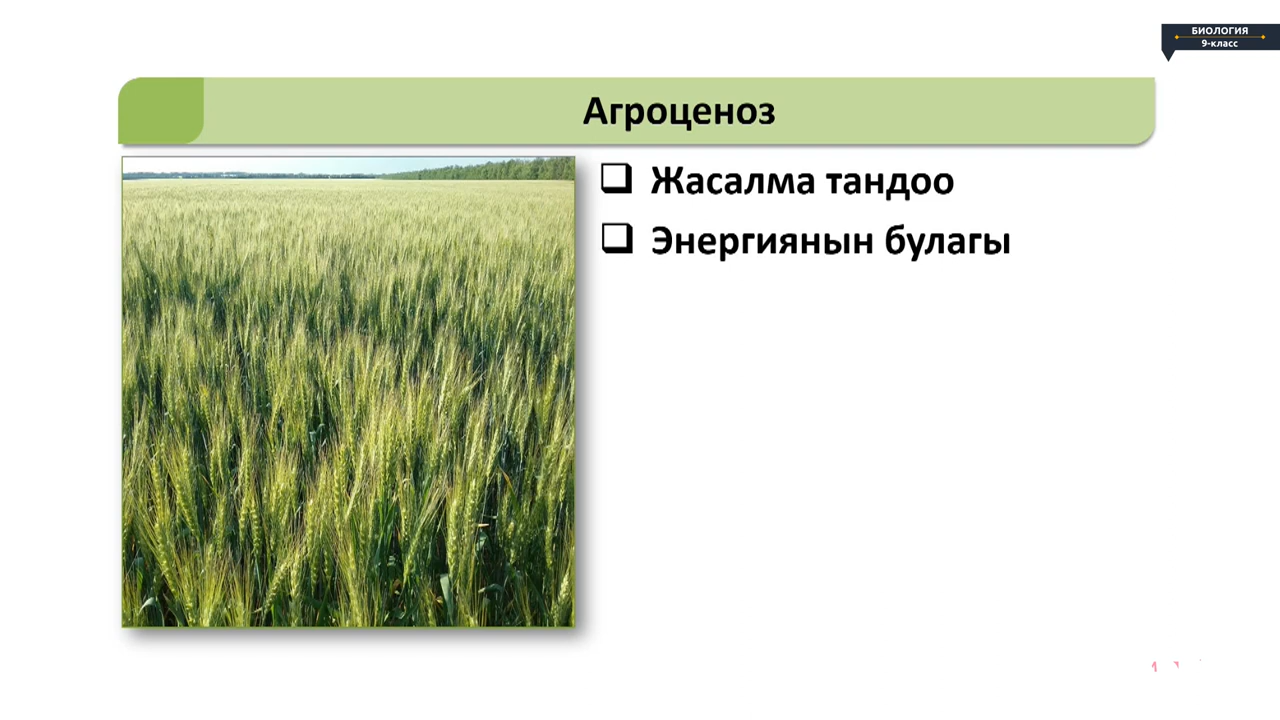 БИОЛОГИЯ
9-класс
Агроценоз
Жасалма тандоо
Энергиянын булагы